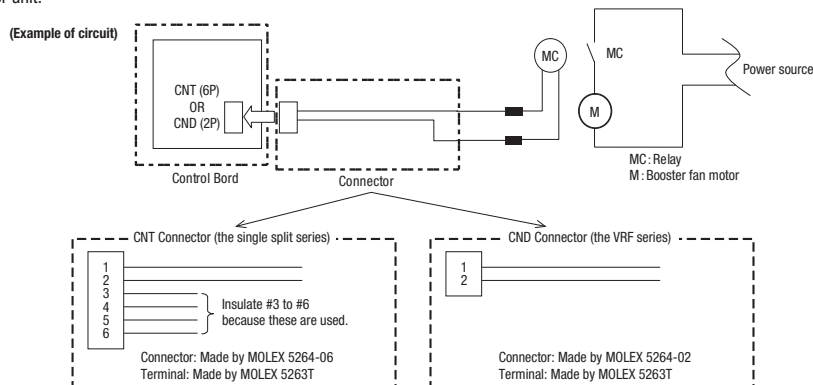 or unit.
(Example of circuit)
CNT (6P)
OR
CND (2P)
MC
MC
M
Power source
MC: Relay
M: Booster fan motor
Control Bord
Connector
CNT Connector (the single split series)
1
2
3
4
5
6
Insulate #3 to #6
because these are used.
Connector: Made by MOLEX 5264-06
Terminal: Made by MOLEX 5263T
CND Connector (the VRF series)
1
2
Connector: Made by MOLEX 5264-02
Terminal: Made by MOLEX 5263T